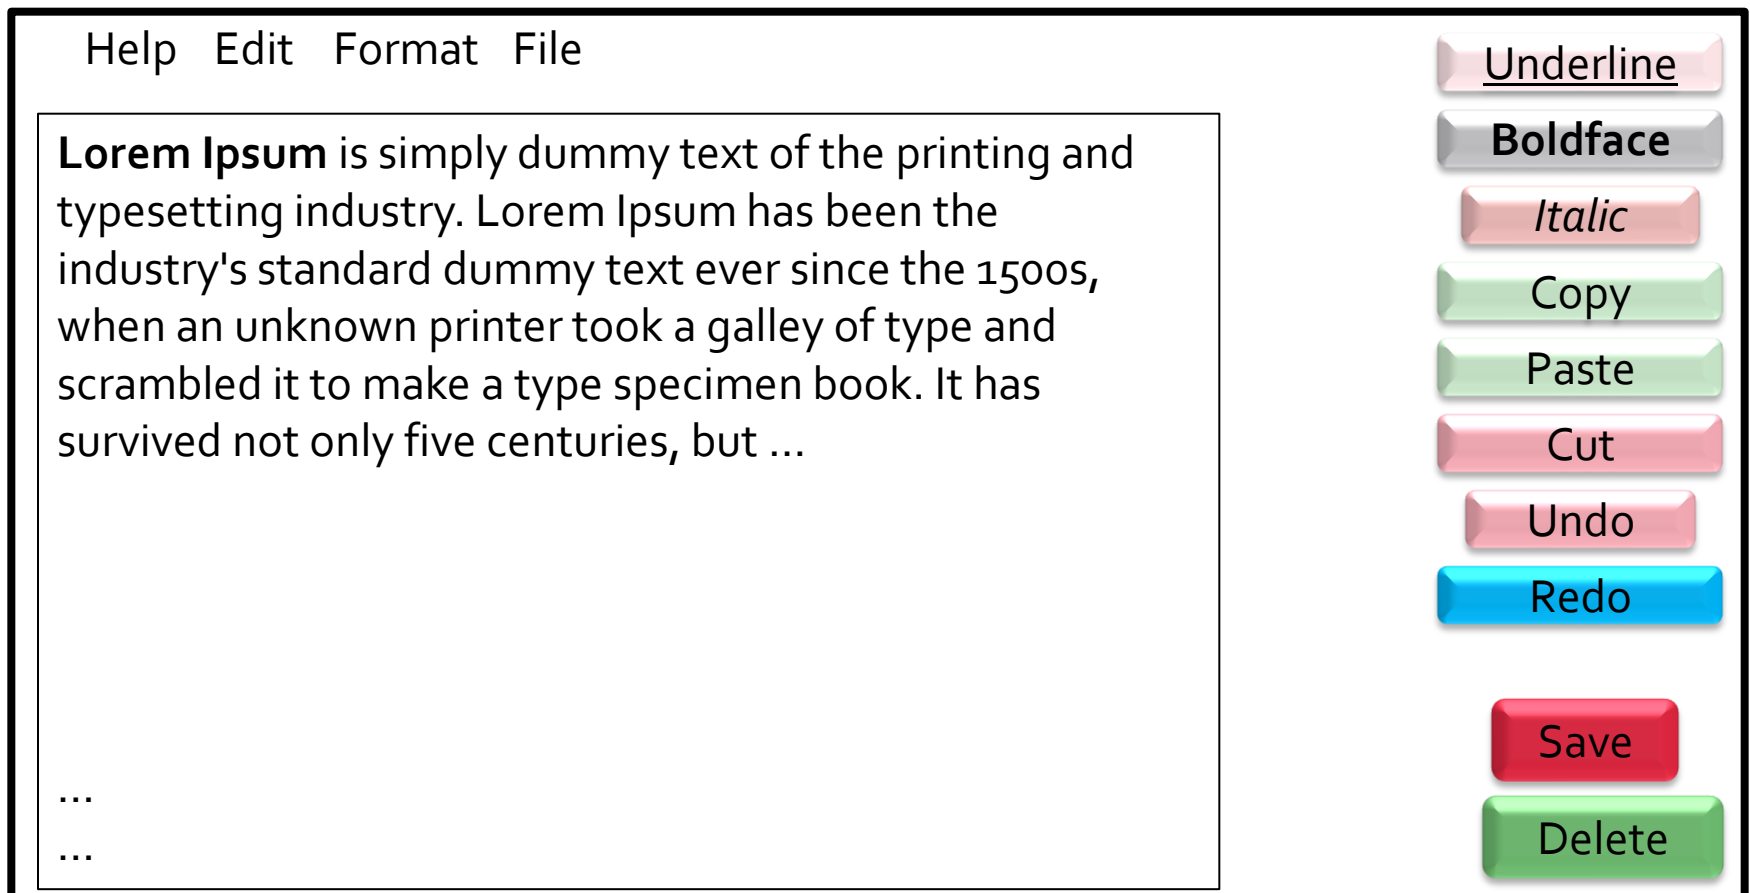 Help Edit Format File
Lorem Ipsum is simply dummy text of the printing and
typesetting industry. Lorem Ipsum has been the
industry's standard dummy text ever since the 1500s,
when an unknown printer took a galley of type and
scrambled it to make a type specimen book. It has
survived not only five centuries, but ...
...
...
Underline
Boldface
Italic
Copy
Paste
Cut
Undo
Redo
Save
Delete